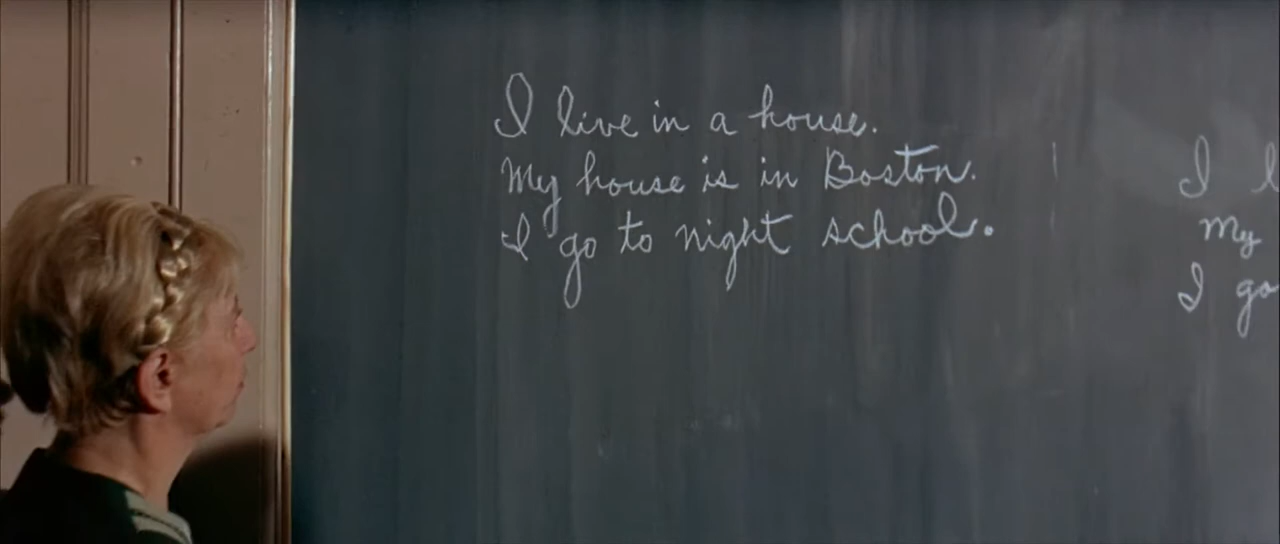 I live in a house.
My house is in Boston.
I go to night school.
I l
My
I go